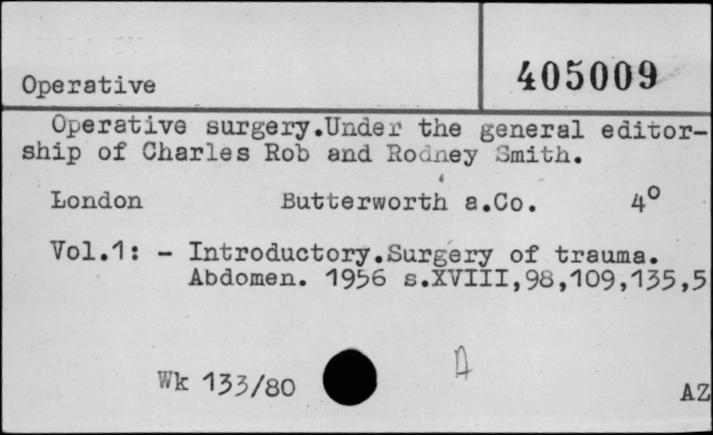 405009
Operative
Operative surgery.Under the general editor-
ship of Charles Rob and Rodney Smith.
London Butterworth a.Co. 4°
Vol.1: - Introductory.Surgery of trauma.
Abdomen. 1956 s.XVIII,98,109,135,5
Wk 133/80
A
AZ